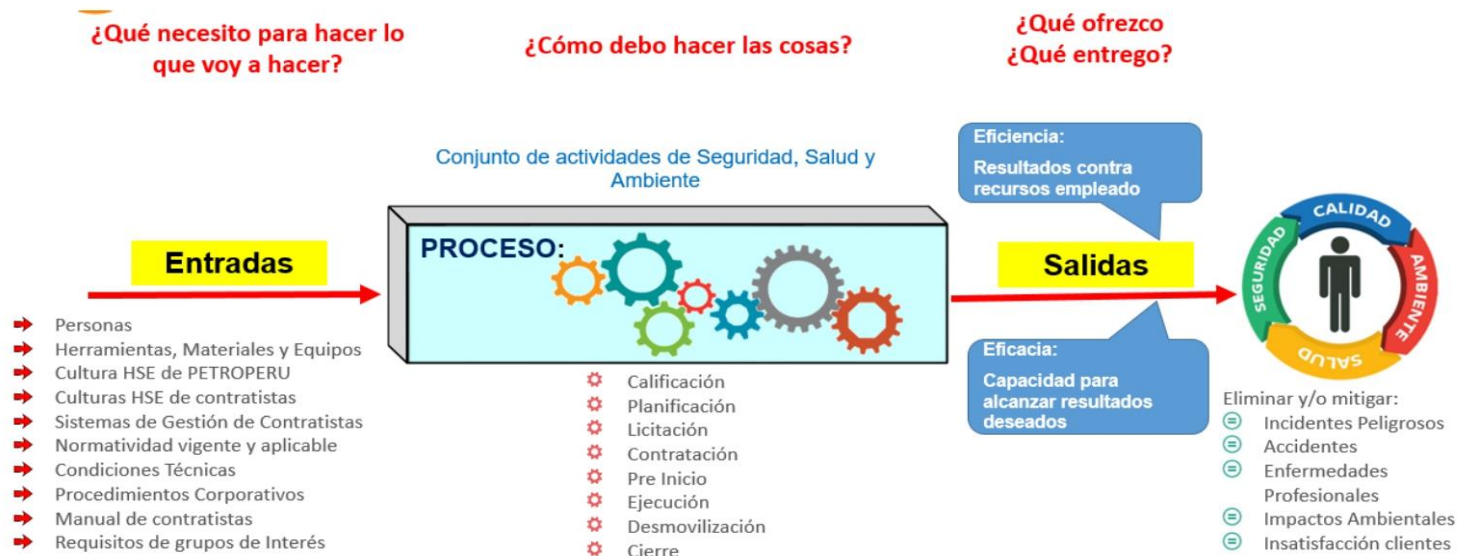 ¿Qué necesito para hacer lo
que voy a hacer?
¿Cómo debo hacer las cosas?
¿Qué ofrezco
¿Qué entrego?
Entradas
Personas
Herramientas, Materiales y Equipos
Cultura HSE de PETROPERU
Culturas HSE de contratistas
Sistemas de Gestión de Contratistas
Normatividad vigente y aplicable
Condiciones Técnicas
Procedimientos Corporativos
Manual de contratistas
Requisitos de grupos de Interés
Conjunto de actividades de Seguridad, Salud y
Ambiente
PROCESO:
Calificación
Planificación
Licitación
Contratación
Pre Inicio
Ejecución
Desmovilización
Cierre
Eficiencia:
Resultados contra
recursos empleado
Salidas
Eficacia:
Capacidad para
alcanzar resultados
deseados
CALIDAD
AMBIENTE
SALUD
SEGURIDAD
Eliminar y/o mitigar:
Incidentes Peligrosos
Accidentes
Enfermedades
Profesionales
Impactos Ambientales
Insatisfacción clientes